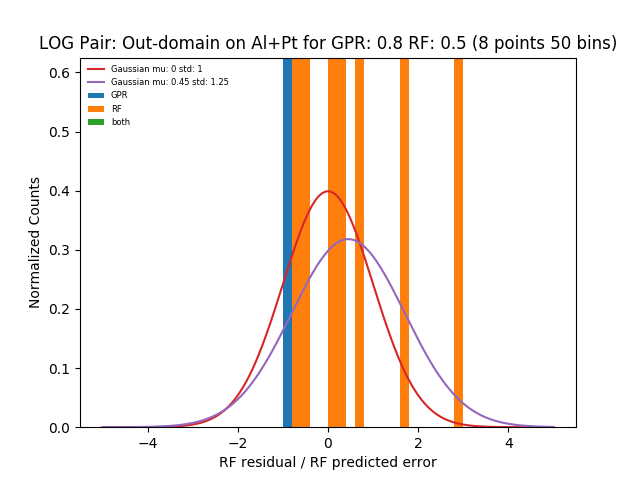 LOG Pair: Out-domain on Al+Pt for GPR: 0.8 RF: 0.5 (8 points 50 bins)
Gaussian mu: 0 std: 1
Gaussian mu: 0.45 std: 1.25
GPR
RF
both
0.6
0.5
0.4
0.3
0.2
0.1
0.0
Normalized Counts
−4
−2
0
2
4
RF residual / RF predicted error